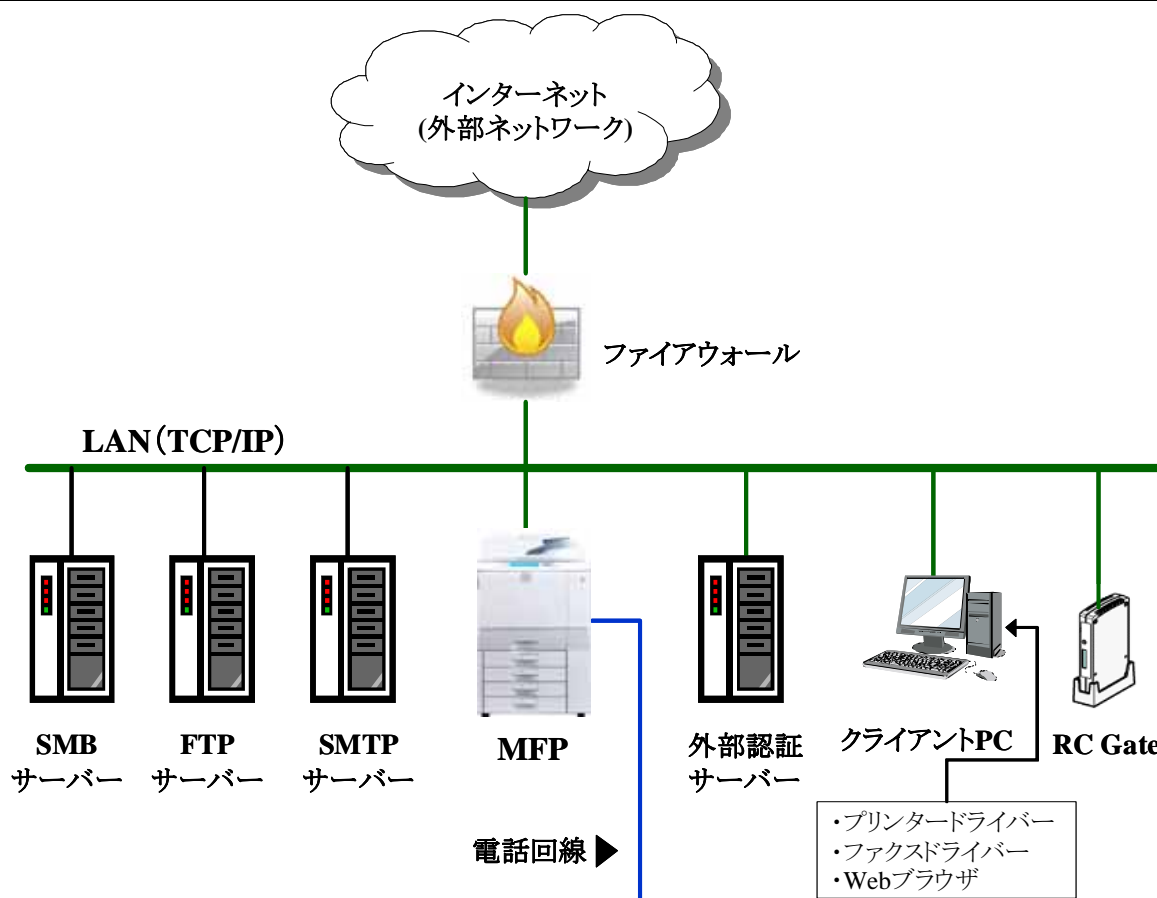 インターネット
(外部ネットワーク)
ファイアウォール
LAN（TCP/IP）
SMB
サーバー
FTP
サーバー
SMTP
サーバー
MFP
外部認証
サーバー
クライアントPC
RC Gate
電話回線▶
・プリンタードライバー
・ファクスドライバー
・Webブラウザ